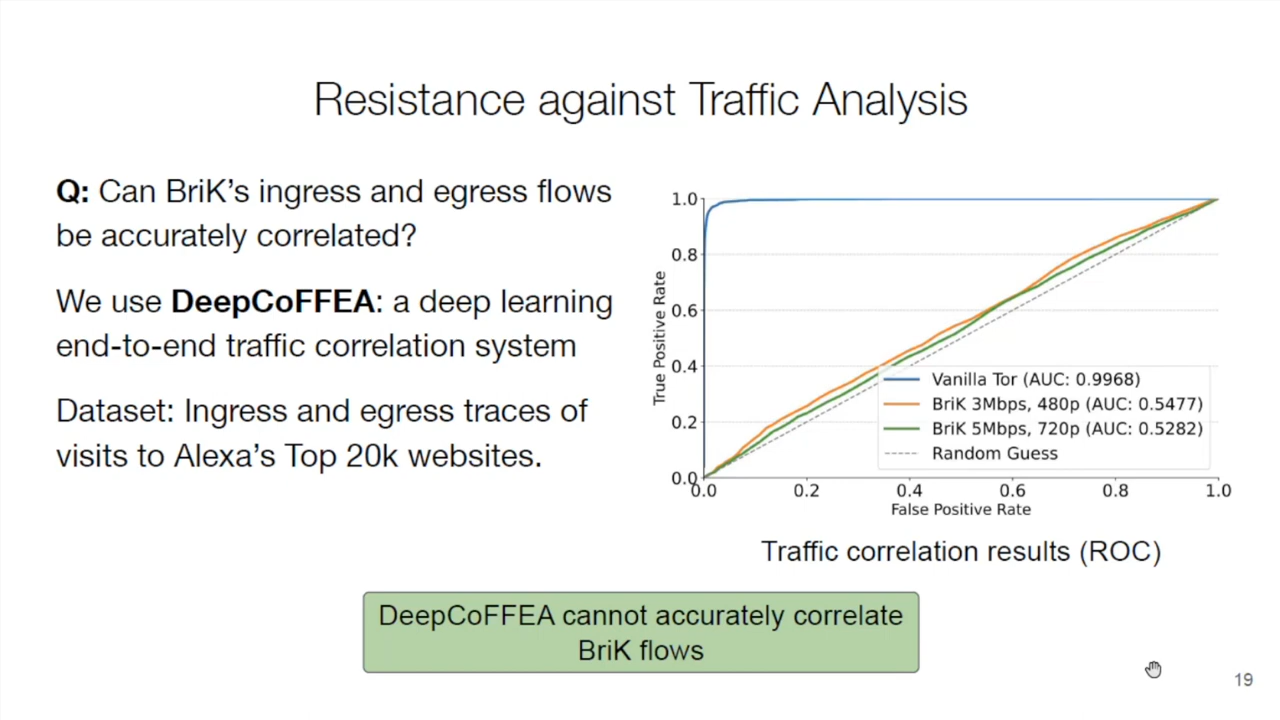 Resistance against Traffic Analysis
Q: Can BriK's ingress and egress flows
be accurately correlated?
We use DeepCoFFEA: a deep learning
end-to-end traffic correlation system
Dataset: Ingress and egress traces of
visits to Alexa's Top 20k websites.
True Positive Rate
1.0
0.8
0.6
0.4
0.2
0.0
0.0 0.2 0.4 0.6 0.8 1.0
False Positive Rate
Vanilla Tor (AUC: 0.9968)
BriK 3Mbps, 480p (AUC: 0.5477)
BriK 5Mbps, 720p (AUC: 0.5282)
Random Guess
Traffic correlation results (ROC)
DeepCoFFEA cannot accurately correlate
BriK flows
19